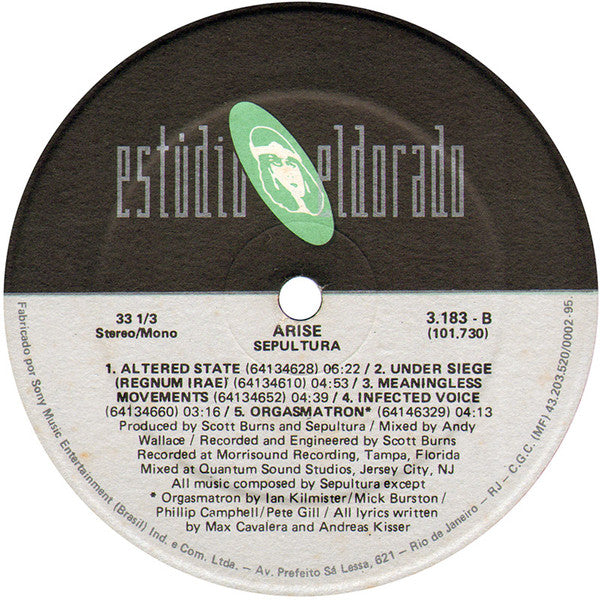 estúdio eldorado
33 1/3
Stereo/Mono
ARISE
SEPULTURA
3.183 - B
(101.730)
1. ALTERED STATE (64134628) 06:22 / 2. UNDER SIEGE
(REGNUM IRAE) (64134610) 04:53 / 3. MEANINGLESS
MOVEMENTS (64134652) 04:39 / 4. INFECTED VOICE
(64134660) 03:16 / 5. ORGASMATRON* (64146329) 04:13
Produced by Scott Burns and Sepultura / Mixed by Andy
Wallace / Recorded and Engineered by Scott Burns
Recorded at Morrisound Recording, Tampa, Florida
Mixed at Quantum Sound Studios, Jersey City, NJ
All music composed by Sepultura except
* Orgasmatron by Ian Kilmister/Mick Burston/
Phillip Campbell/Pete Gill / All lyrics written
by Max Cavalera and Andreas Kisser
Fabricado por Sony Music Entertainment (Brasil) Ind. e Com. Ltda. - Av. Prefeito Sá Lessa, 621 - Rio de Janeiro - RJ - C.G.C. (MF) 43.203.520/0002-95.